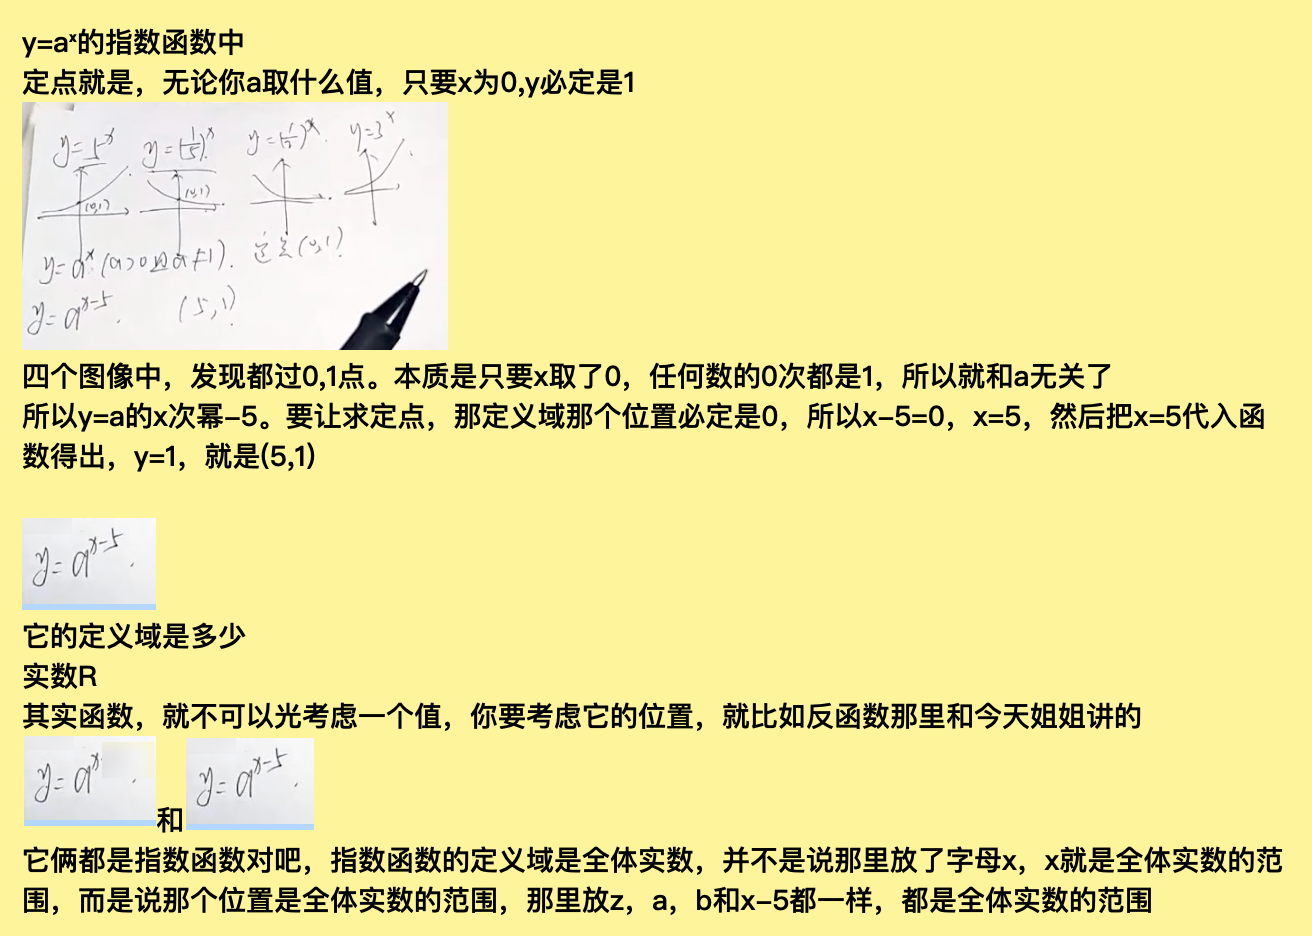 y=aˣ的指数函数中
定点就是，无论你a取什么值，只要x为0,y必定是1
y=5ˣ y=(1/5)ˣ y=(1/2)ˣ. y=3ˣ
(0,1) (0,1)
y=aˣ (a>0且a≠1). 定点(0,1)
y=aˣ⁻⁵. (5,1)
四个图像中，发现都过0,1点。本质是只要x取了0，任何数的0次都是1，所以就和a无关了
所以y=a的x次幂-5。要让求定点，那定义域那个位置必定是0，所以x-5=0，x=5，然后把x=5代入函
数得出，y=1，就是(5,1)
y=aˣ⁻⁵.
它的定义域是多少
实数R
其实函数，就不可以光考虑一个值，你要考虑它的位置，就比如反函数那里和今天姐姐讲的
y=aˣ. 和 y=aˣ⁻⁵.
它俩都是指数函数对吧，指数函数的定义域是全体实数，并不是说那里放了字母x，x就是全体实数的范
围，而是说那个位置是全体实数的范围，那里放z，a，b和x-5都一样，都是全体实数的范围